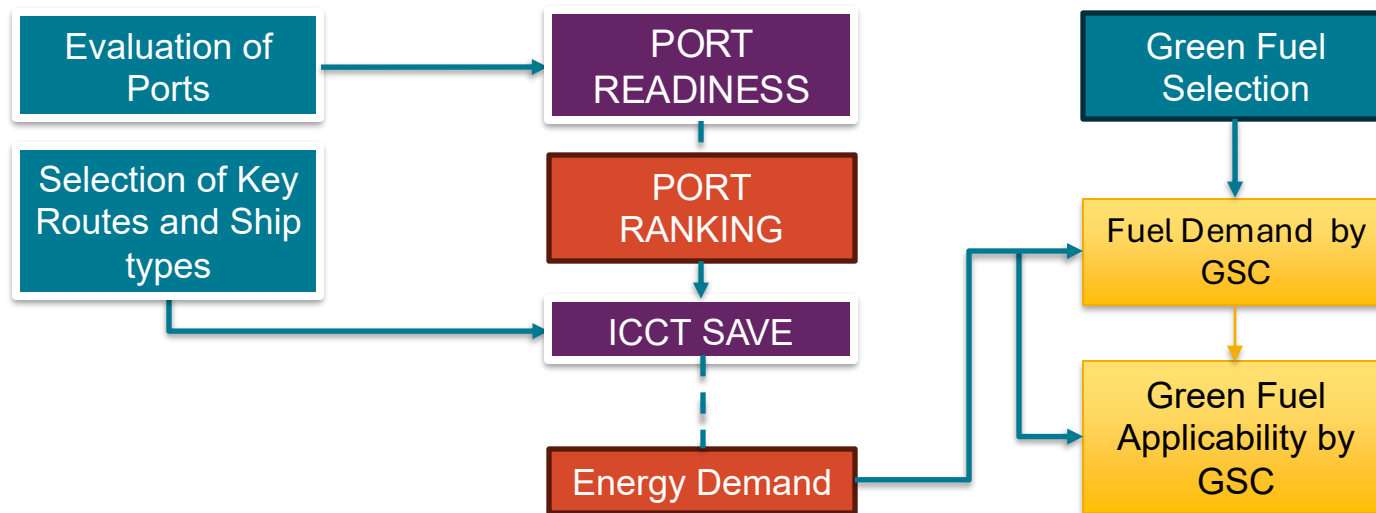 Evaluation of
Ports
PORT
READINESS
Green Fuel
Selection
Selection of Key
Routes and Ship
types
PORT
RANKING
Fuel Demand by
GSC
ICCT SAVE
Green Fuel
Applicability by
GSC
Energy Demand